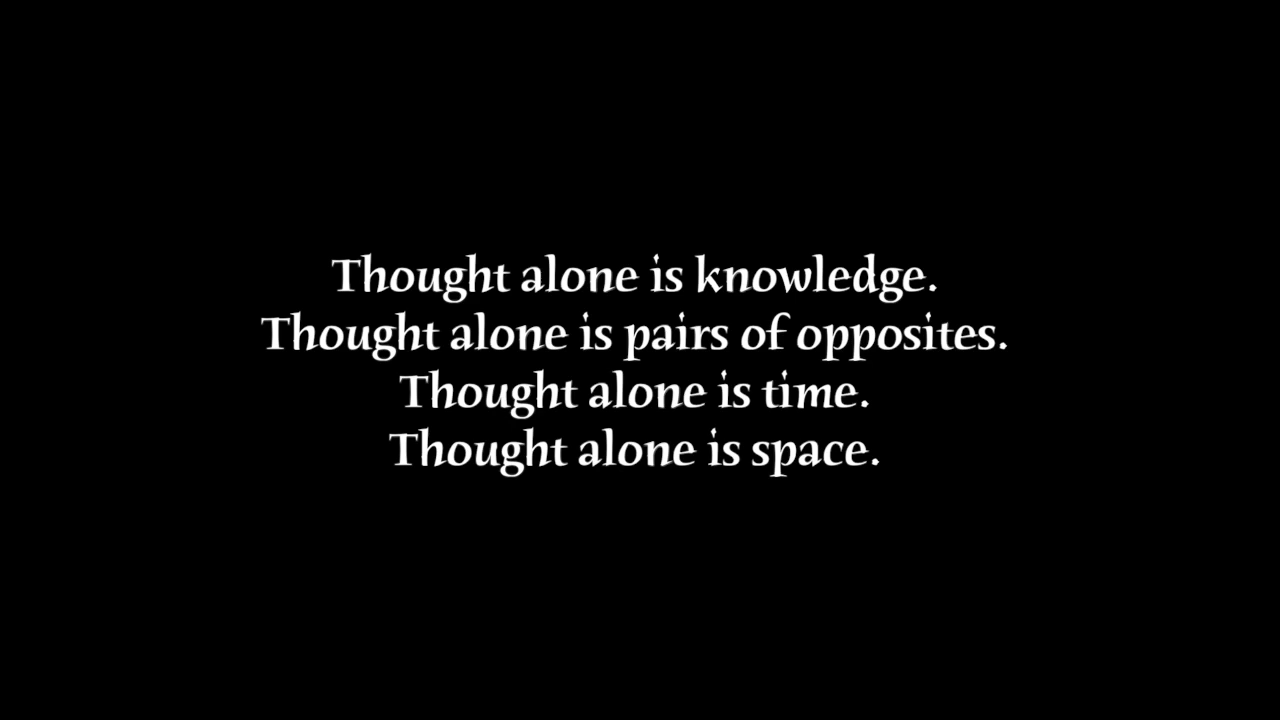 Thought alone is knowledge.
Thought alone is pairs of opposites.
Thought alone is time.
Thought alone is space.